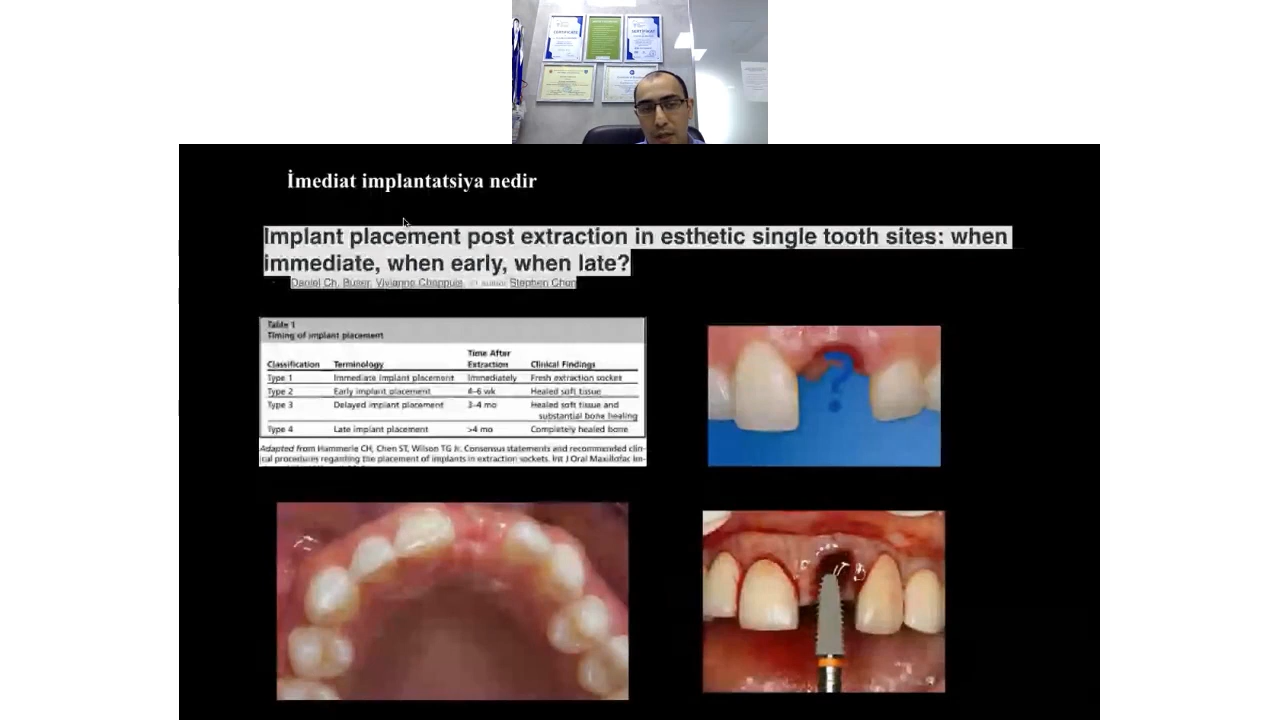 CERTIFICATE
CERTIFICATE
İmediat implantatsiya nedir
Implant placement post extraction in esthetic single tooth sites: when
immediate, when early, when late?
Daniel Ch. Buser, Vivianne Chappuis, Stephen Chen
Table 1
Timing of implant placement
Classification Terminology Time After Extraction Clinical Findings
Type 1 Immediate implant placement Immediately Fresh extraction socket
Type 2 Early implant placement 4–6 wk Healed soft tissue
Type 3 Delayed implant placement 3–4 mo Healed soft tissue and
substantial bone healing
Type 4 Late implant placement >4 mo Completely healed bone
Adapted from Hammerle CH, Chen ST, Wilson TG Jr. Consensus statements and recommended clin-
ical procedures regarding the placement of implants in extraction sockets. Int J Oral Maxillofac Im-
?